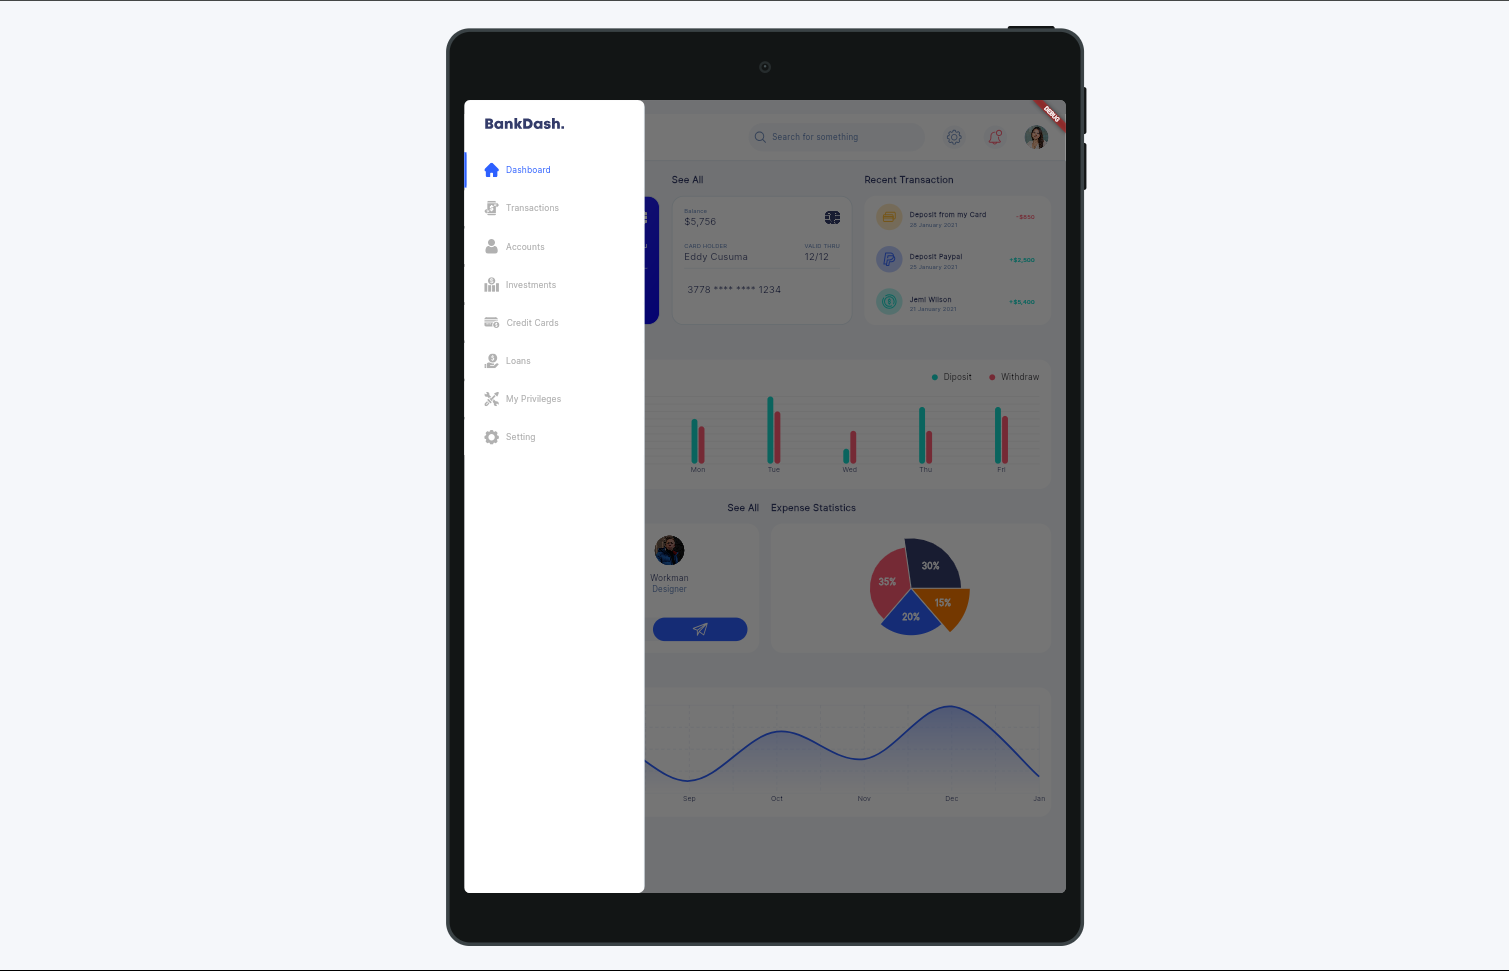 BankDash.
Dashboard
Transactions
Accounts
Investments
Credit Cards
Loans
My Privileges
Setting
DEBUG
Search for something
See All
Recent Transaction
Balance
$5,756
CARD HOLDER
VALID THRU
Eddy Cusuma
12/12
3778 **** **** 1234
Deposit from my Card
-$850
28 January 2021
Deposit Paypal
+$2,500
25 January 2021
Jemi Wilson
+$5,400
21 January 2021
Diposit
Withdraw
Mon
Tue
Wed
Thu
Fri
See All
Expense Statistics
Workman
Designer
30%
35%
15%
20%
Sep
Oct
Nov
Dec
Jan